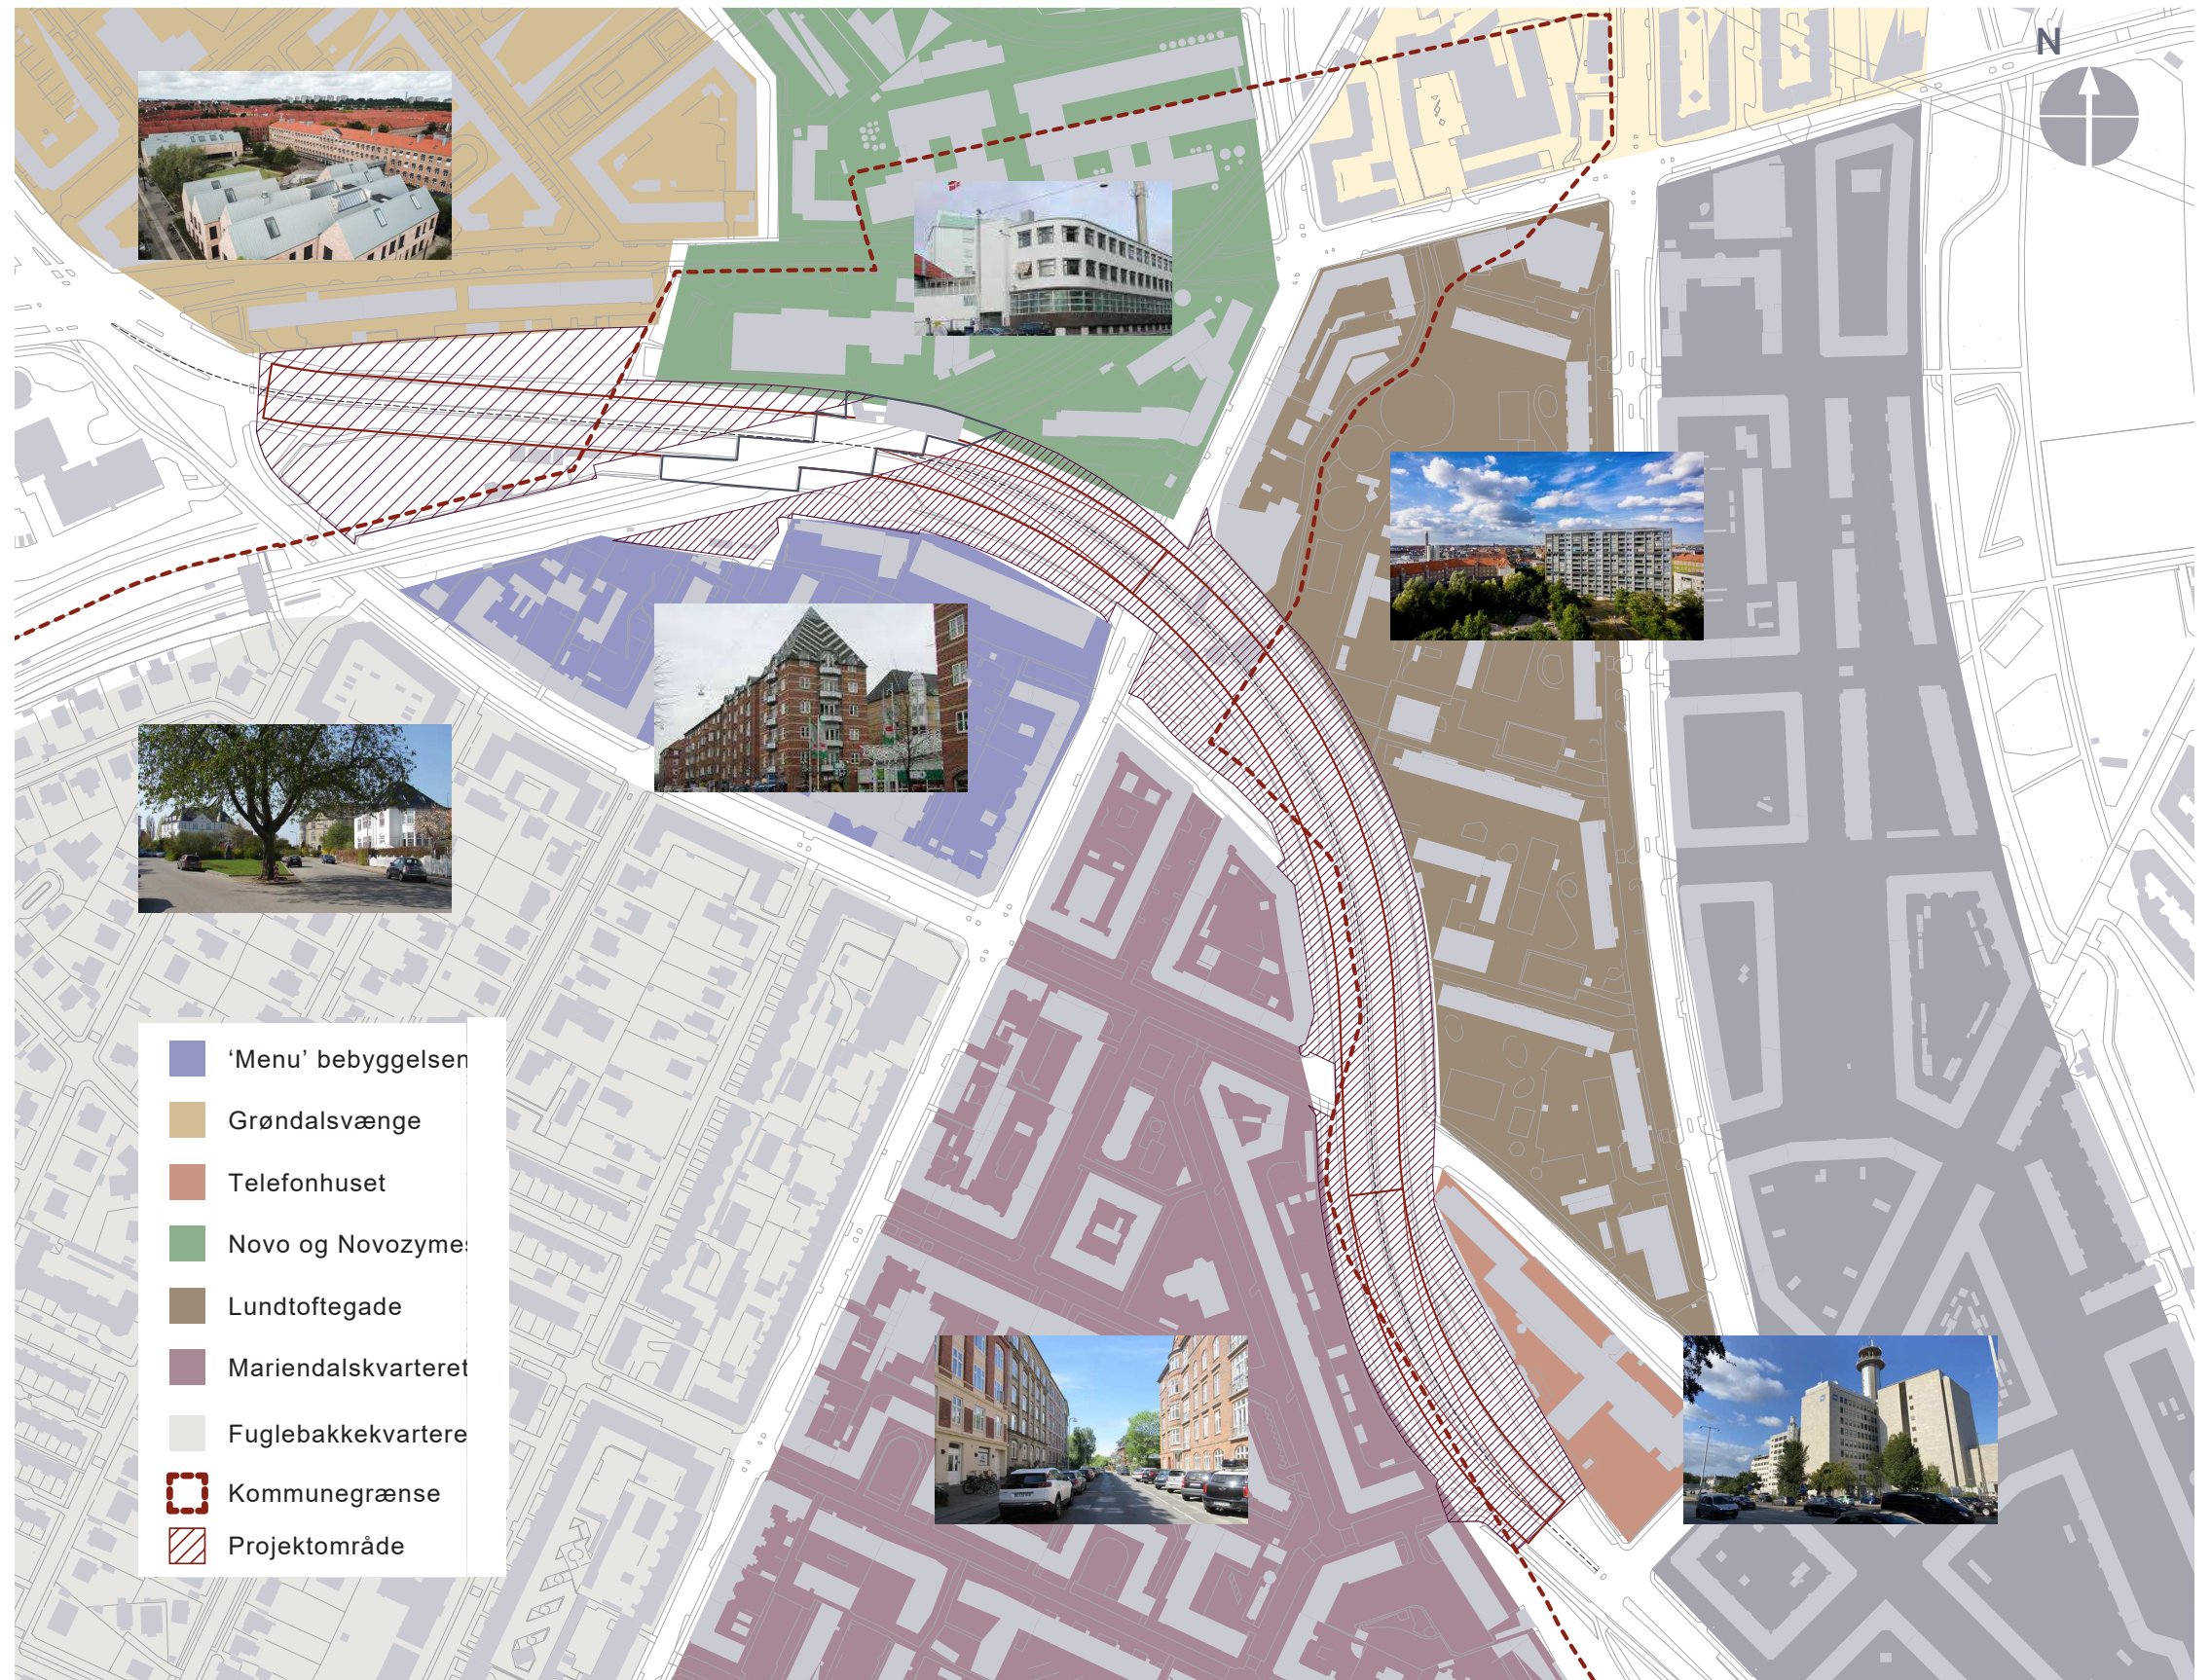 N
‘Menu’ bebyggelsen
Grøndalsvænge
Telefonhuset
Novo og Novozymes
Lundtoftegade
Mariendalskvarteret
Fuglebakkekvartere
Kommunegrænse
Projektområde